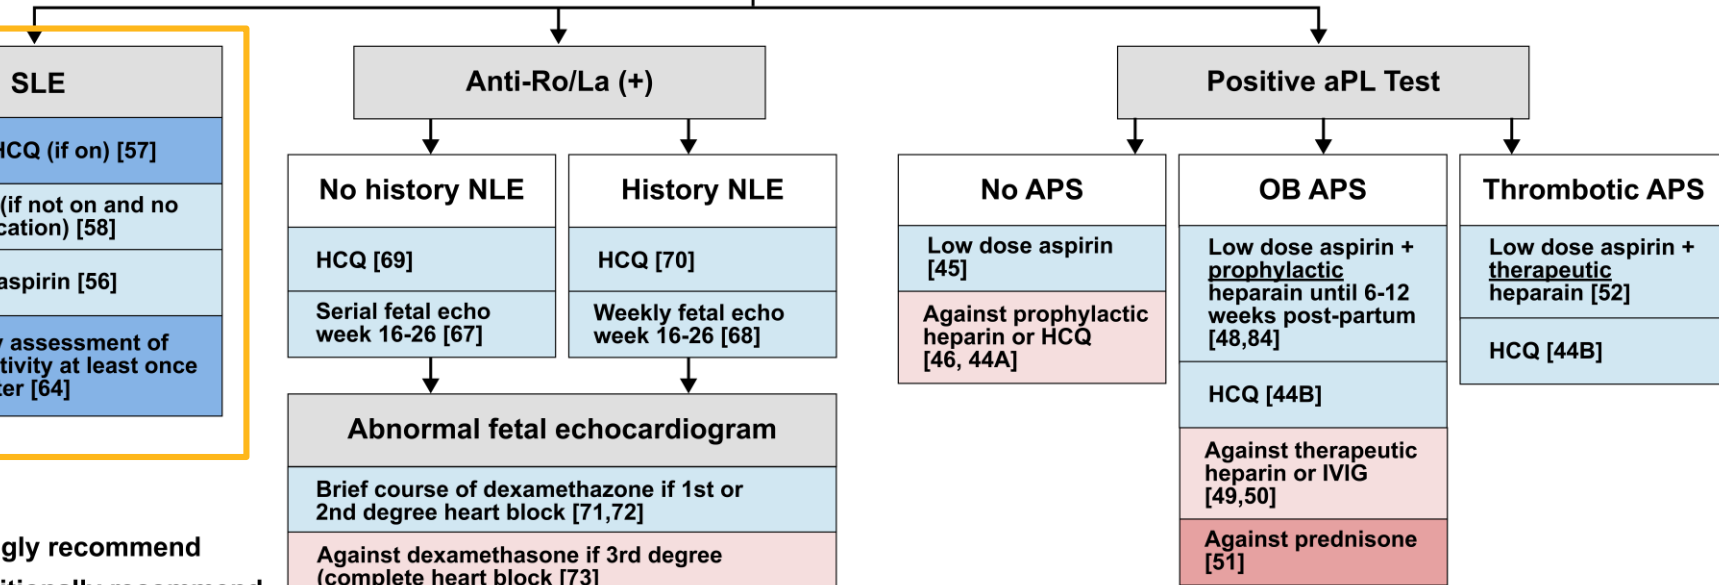 SLE
HCQ (if on) [57]
(if not on and no
[58]
aspirin [56]
assessment of
at least once
[64]
Anti-Ro/La (+)
No history NLE
HCQ [69]
Serial fetal echo
week 16-26 [67]
History NLE
HCQ [70]
Weekly fetal echo
week 16-26 [68]
Abnormal fetal echocardiogram
Brief course of dexamethazone if 1st or
2nd degree heart block [71,72]
Against dexamethasone if 3rd degree
(complete heart block [73]
Positive aPL Test
No APS
Low dose aspirin
[45]
Against prophylactic
heparin or HCQ
[46, 44A]
OB APS
Low dose aspirin +
prophylactic
heparain until 6-12
weeks post-partum
[48,84]
HCQ [44B]
Against therapeutic
heparin or IVIG
[49,50]
Against prednisone
[51]
Thrombotic APS
Low dose aspirin +
therapeutic
heparain [52]
HCQ [44B]
recommend
recommend